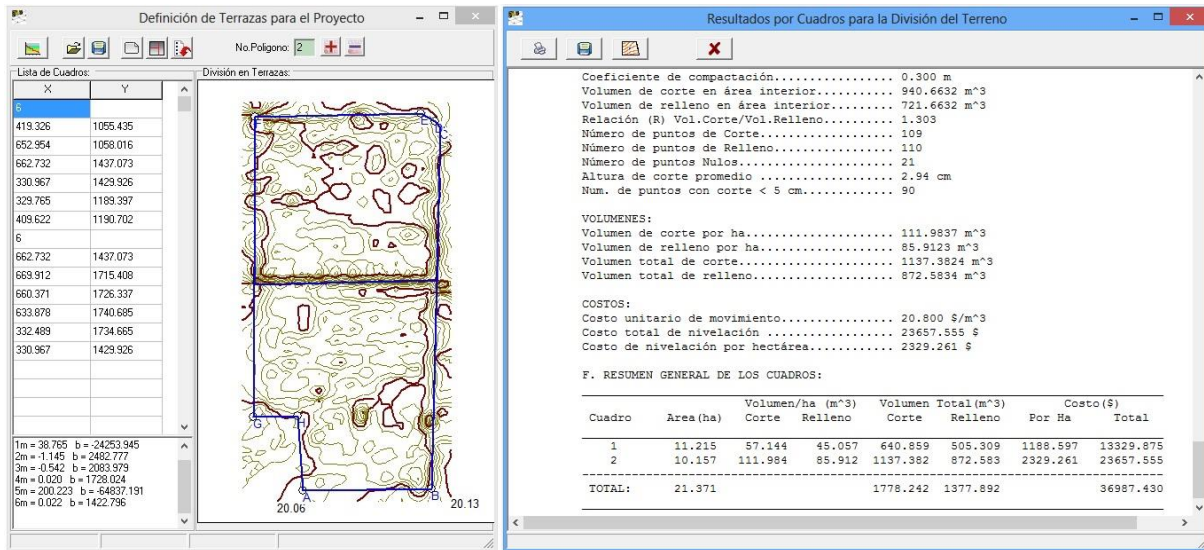 Definición de Terrazas para el Proyecto
No.Poligono: 2
Lista de Cuadros:
División en Terrazas:
X Y
6
419.326 1055.435
652.954 1058.016
662.732 1437.073
330.967 1429.926
329.765 1189.397
409.622 1190.702
6
662.732 1437.073
669.912 1715.408
660.371 1726.337
633.878 1740.685
332.489 1734.665
330.967 1429.926
1m = 38.765 b = -24253.945
2m = -1.145 b = 2482.777
3m = -0.542 b = 2083.979
4m = 0.020 b = 1728.024
5m = 200.223 b = -64837.191
6m = 0.022 b = 1422.796
G
H
A
B
20.06
20.13
Resultados por Cuadros para la División del Terreno
Coeficiente de compactación................. 0.300 m
Volumen de corte en área interior........... 940.6632 m^3
Volumen de relleno en área interior......... 721.6632 m^3
Relación (R) Vol.Corte/Vol.Relleno.......... 1.303
Número de puntos de Corte................... 109
Número de puntos de Relleno................. 110
Número de puntos Nulos...................... 21
Altura de corte promedio ................... 2.94 cm
Num. de puntos con corte < 5 cm............. 90
VOLUMENES:
Volumen de corte por ha..................... 111.9837 m^3
Volumen de relleno por ha................... 85.9123 m^3
Volumen total de corte...................... 1137.3824 m^3
Volumen total de relleno.................... 872.5834 m^3
COSTOS:
Costo unitario de movimiento................ 20.800 $/m^3
Costo total de nivelación .................. 23657.555 $
Costo de nivelación por hectárea............ 2329.261 $
F. RESUMEN GENERAL DE LOS CUADROS:
Volumen/ha (m^3) Volumen Total(m^3) Costo($)
Cuadro Area(ha) Corte Relleno Corte Relleno Por Ha Total
1 11.215 57.144 45.057 640.859 505.309 1188.597 13329.875
2 10.157 111.984 85.912 1137.382 872.583 2329.261 23657.555
TOTAL: 21.371 1778.242 1377.892 36987.430